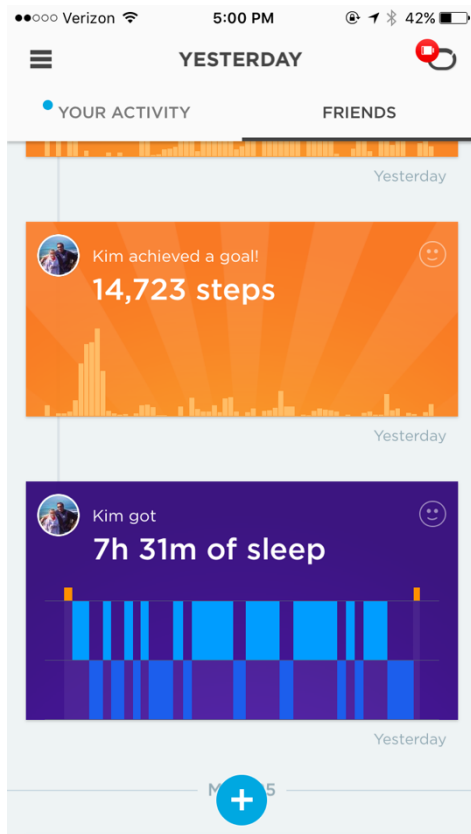 Verizon 5:00 PM 42%
YESTERDAY
YOUR ACTIVITY FRIENDS
Yesterday
Kim achieved a goal!
14,723 steps
Yesterday
Kim got
7h 31m of sleep
Yesterday